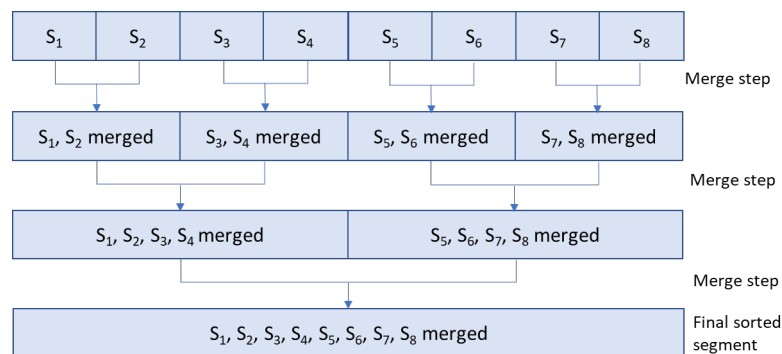 S₁ S₂ S₃ S₄ S₅ S₆ S₇ S₈
Merge step
S₁, S₂ merged S₃, S₄ merged S₅, S₆ merged S₇, S₈ merged
Merge step
S₁, S₂, S₃, S₄ merged S₅, S₆, S₇, S₈ merged
Merge step
S₁, S₂, S₃, S₄, S₅, S₆, S₇, S₈ merged
Final sorted
segment